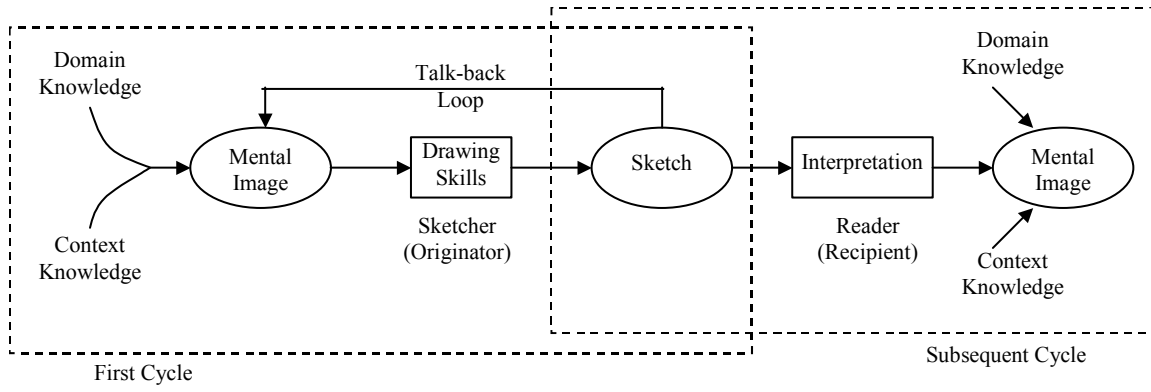 Domain
Knowledge
Talk-back
Loop
Mental
Image
Drawing
Skills
Sketch
Interpretation
Domain
Knowledge
Mental
Image
Context
Knowledge
Sketcher
(Originator)
Reader
(Recipient)
Context
Knowledge
First Cycle
Subsequent Cycle